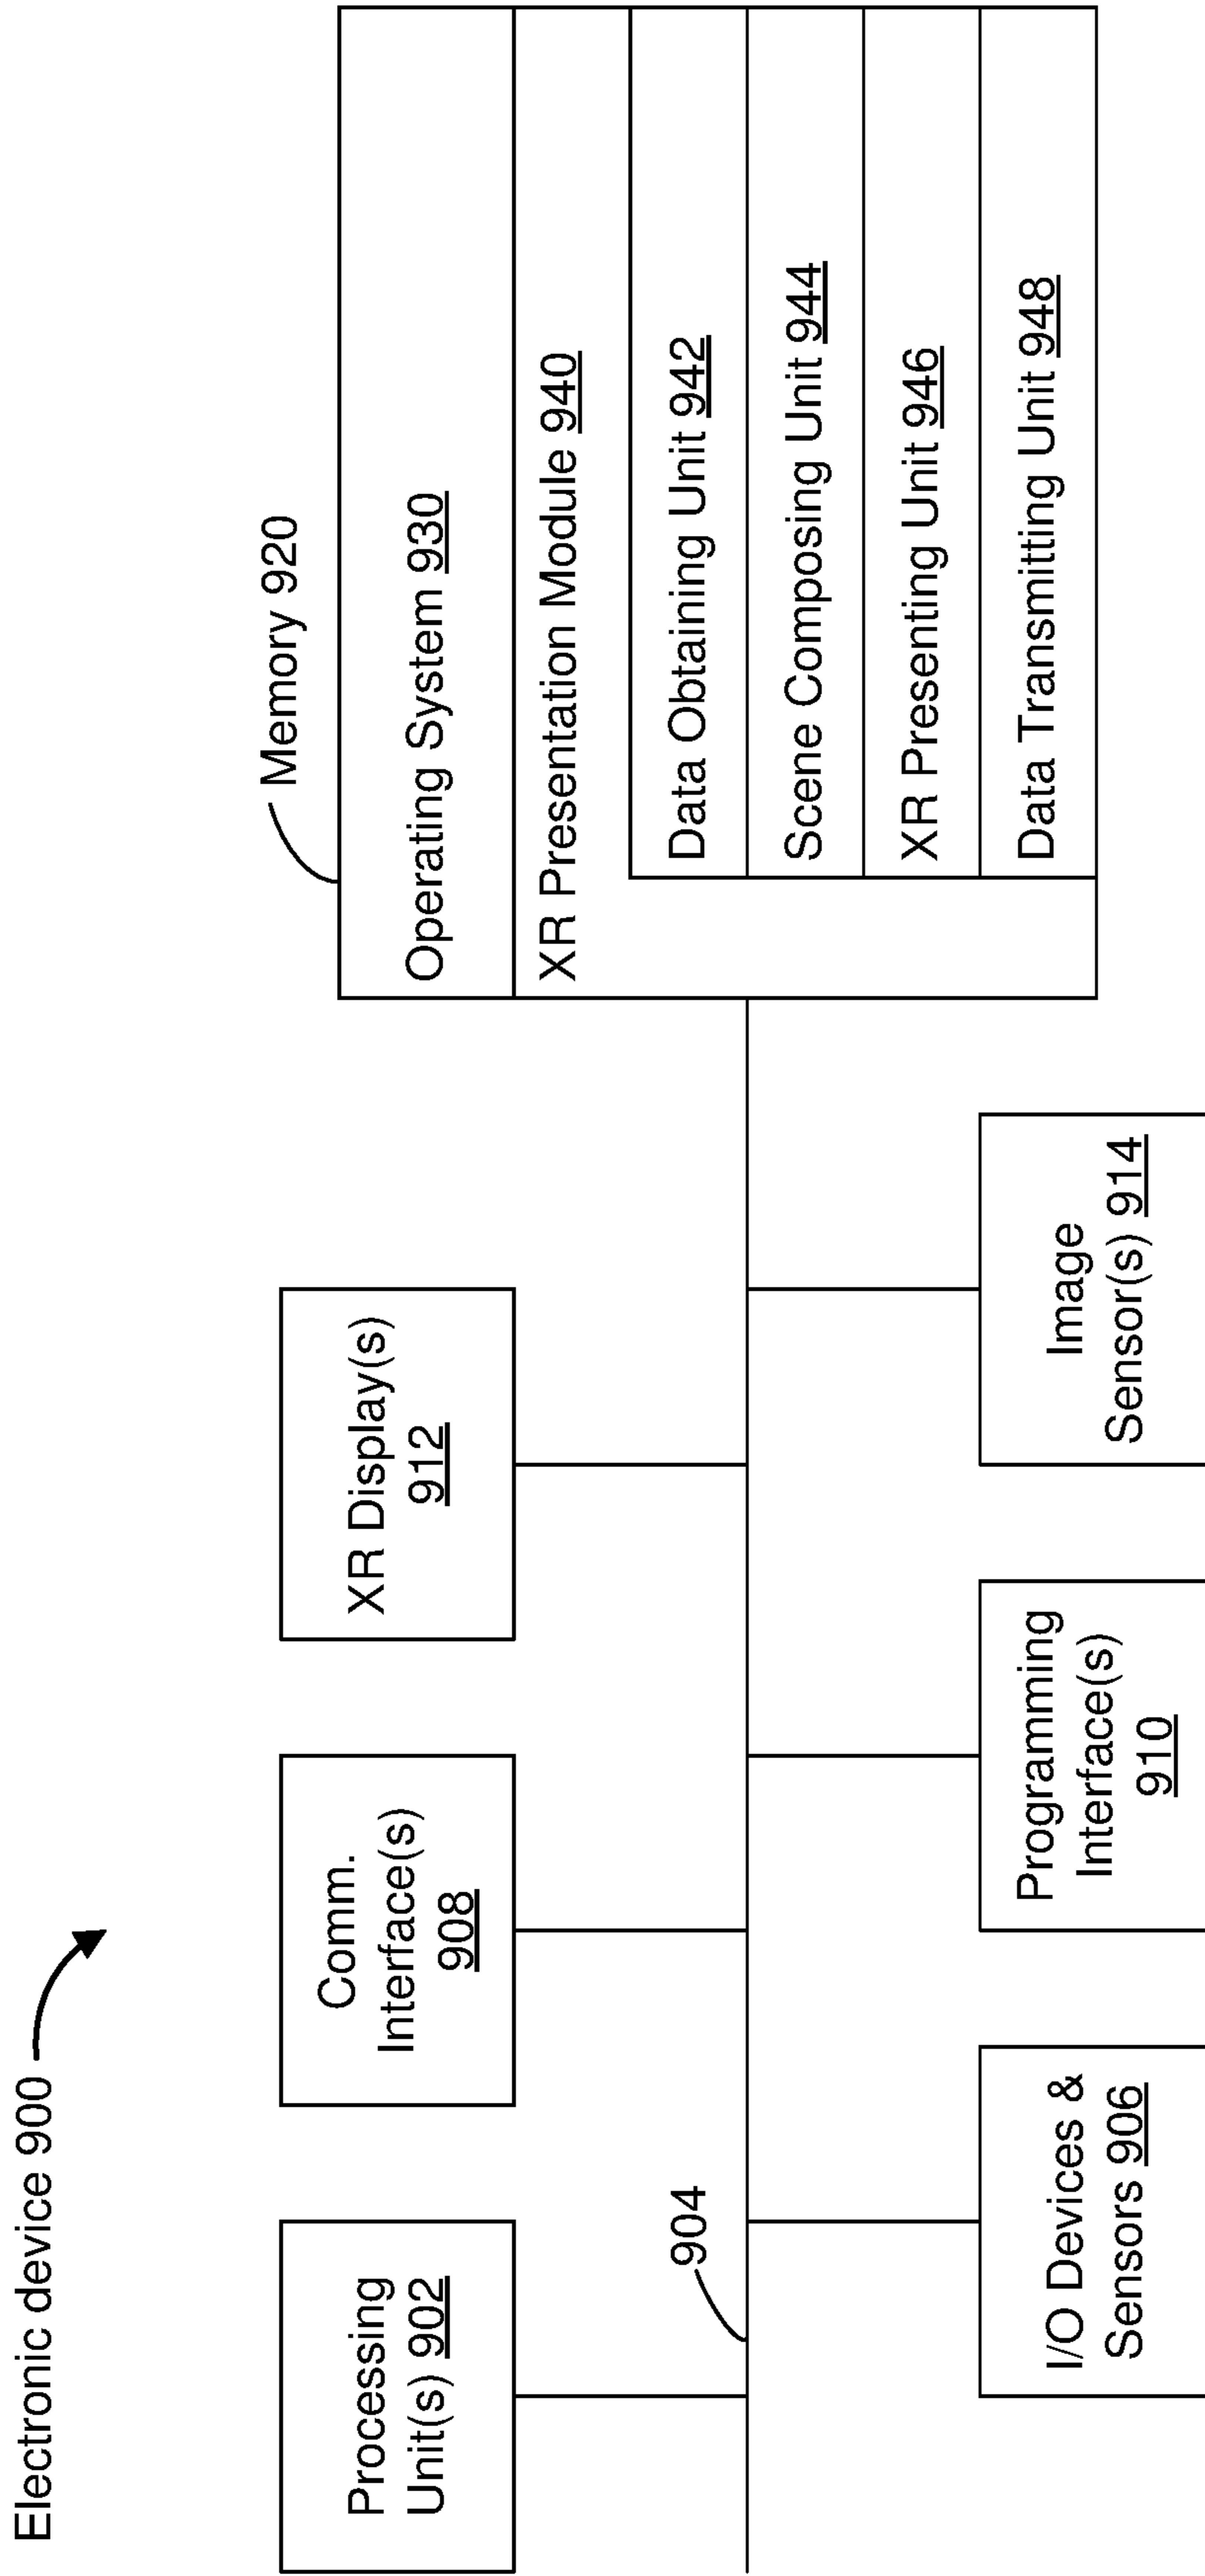 Electronic device 900
Processing
Unit(s) 902
Comm.
Interface(s)
908
XR Display(s)
912
Memory 920
Operating System 930
XR Presentation Module 940
Data Obtaining Unit 942
Scene Composing Unit 944
XR Presenting Unit 946
Data Transmitting Unit 948
904
I/O Devices &
Sensors 906
Programming
Interface(s)
910
Image
Sensor(s) 914